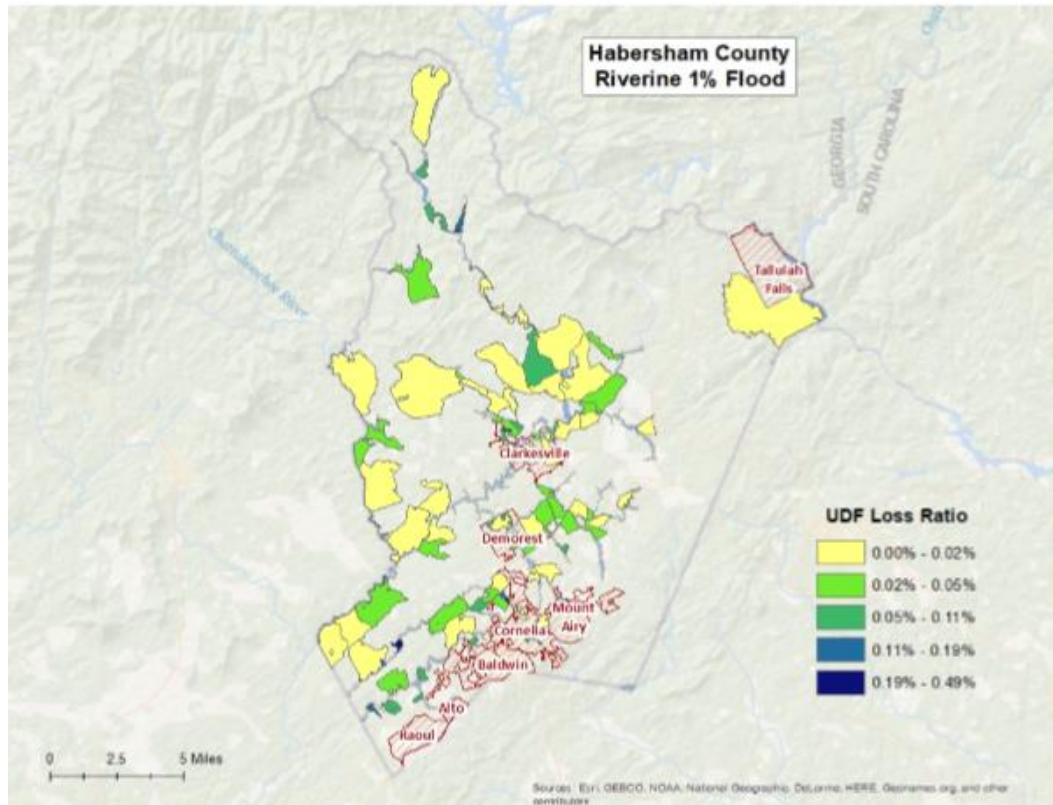 Habersham County
Riverine 1% Flood
GEORGIA
SOUTH CAROLINA
Chattahoochee River
Tallulah
Falls
Clarkesville
Demorest
Mount
Airy
Cornelia
Baldwin
Alto
Raoul
UDF Loss Ratio
0.00% - 0.02%
0.02% - 0.05%
0.05% - 0.11%
0.11% - 0.19%
0.19% - 0.49%
0 2.5 5 Miles
Sources: Esri, GEBCO, NOAA, National Geographic, DeLorme, HERE, Geonames.org, and other
contributors